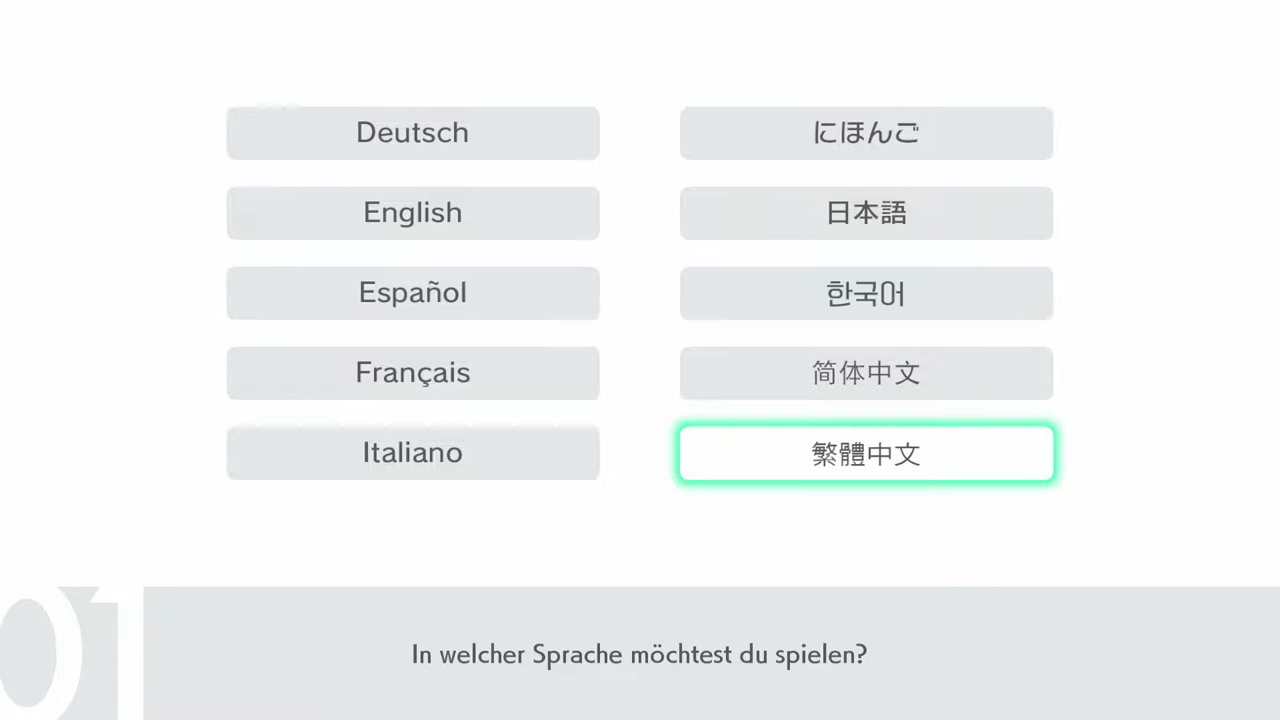 Deutsch
English
Español
Français
Italiano
にほんご
日本語
한국어
简体中文
繁體中文
01
In welcher Sprache möchtest du spielen?